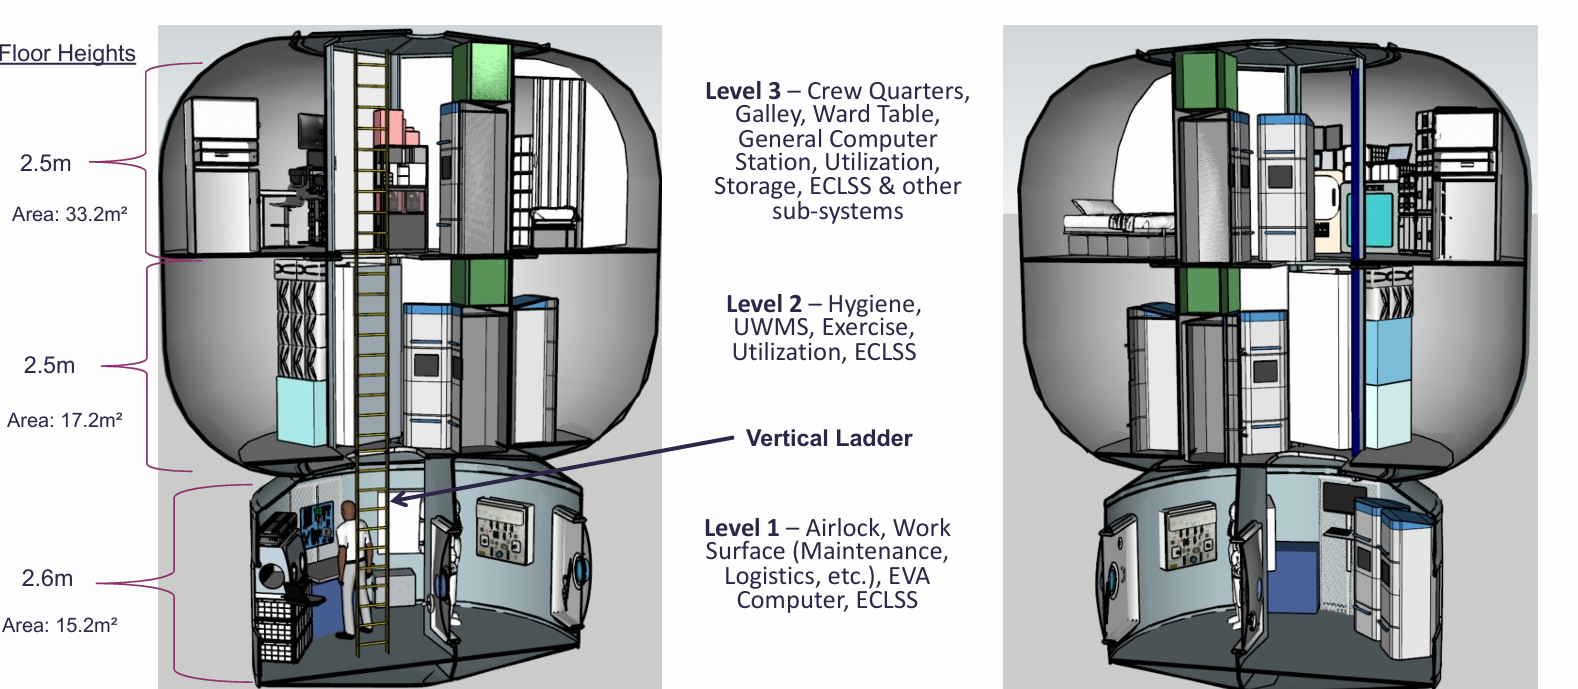 Floor Heights
2.5m
Area: 33.2m²
2.5m
Area: 17.2m²
2.6m
Area: 15.2m²
Level 3 – Crew Quarters,
Galley, Ward Table,
General Computer
Station, Utilization,
Storage, ECLSS & other
sub-systems
Level 2 – Hygiene,
UWMS, Exercise,
Utilization, ECLSS
Vertical Ladder
Level 1 – Airlock, Work
Surface (Maintenance,
Logistics, etc.), EVA
Computer, ECLSS